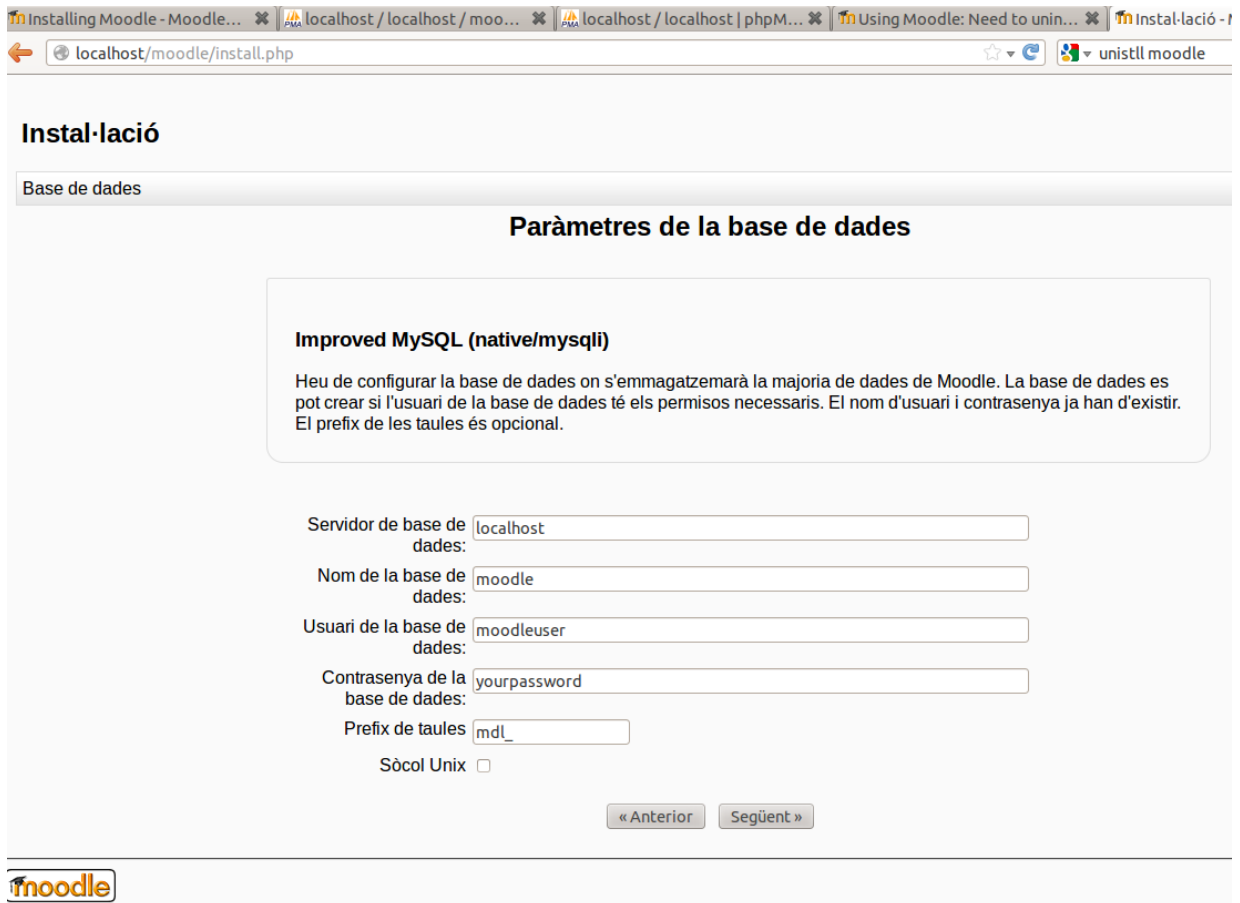 Installing Moodle - Moodle... localhost / localhost / moo... localhost / localhost | phpM... Using Moodle: Need to unin... Instal·lació - M
localhost/moodle/install.php unistll moodle
Instal·lació
Base de dades
Paràmetres de la base de dades
Improved MySQL (native/mysqli)
Heu de configurar la base de dades on s'emmagatzemarà la majoria de dades de Moodle. La base de dades es
pot crear si l'usuari de la base de dades té els permisos necessaris. El nom d'usuari i contrasenya ja han d'existir.
El prefix de les taules és opcional.
Servidor de base de
dades:
localhost
Nom de la base de
dades:
moodle
Usuari de la base de
dades:
moodleuser
Contrasenya de la
base de dades:
yourpassword
Prefix de taules mdl_
Sòcol Unix
« Anterior Següent »
moodle